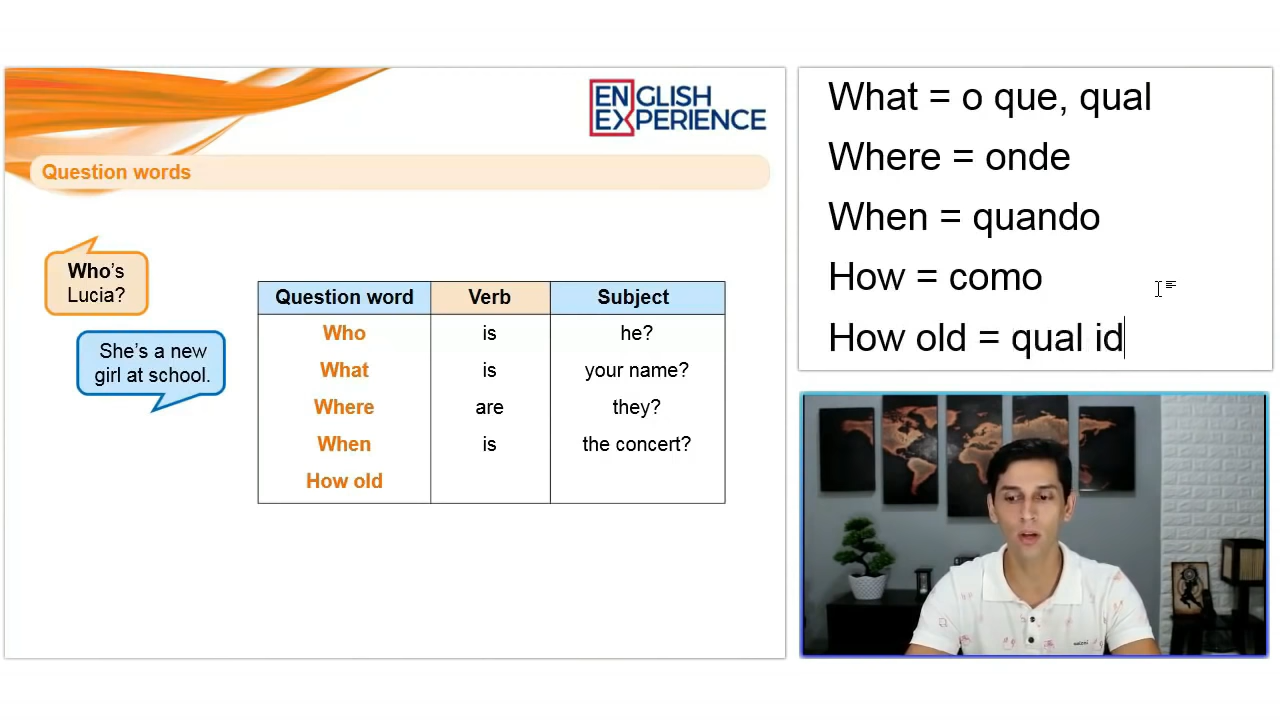 ENGLISH
EXPERIENCE
Question words
Who's
Lucia?
She's a new
girl at school.
Question word Verb Subject
Who is he?
What is your name?
Where are they?
When is the concert?
How old
What = o que, qual
Where = onde
When = quando
How = como
How old = qual id